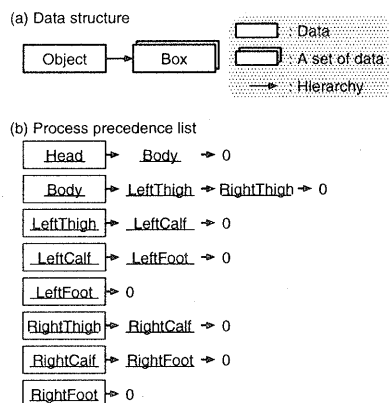 (a) Data structure
Object Box
: Data
: A set of data
: Hierarchy
(b) Process precedence list
Head Body 0
Body LeftThigh RightThigh 0
LeftThigh LeftCalf 0
LeftCalf LeftFoot 0
LeftFoot 0
RightThigh RightCalf 0
RightCalf RightFoot 0
RightFoot 0